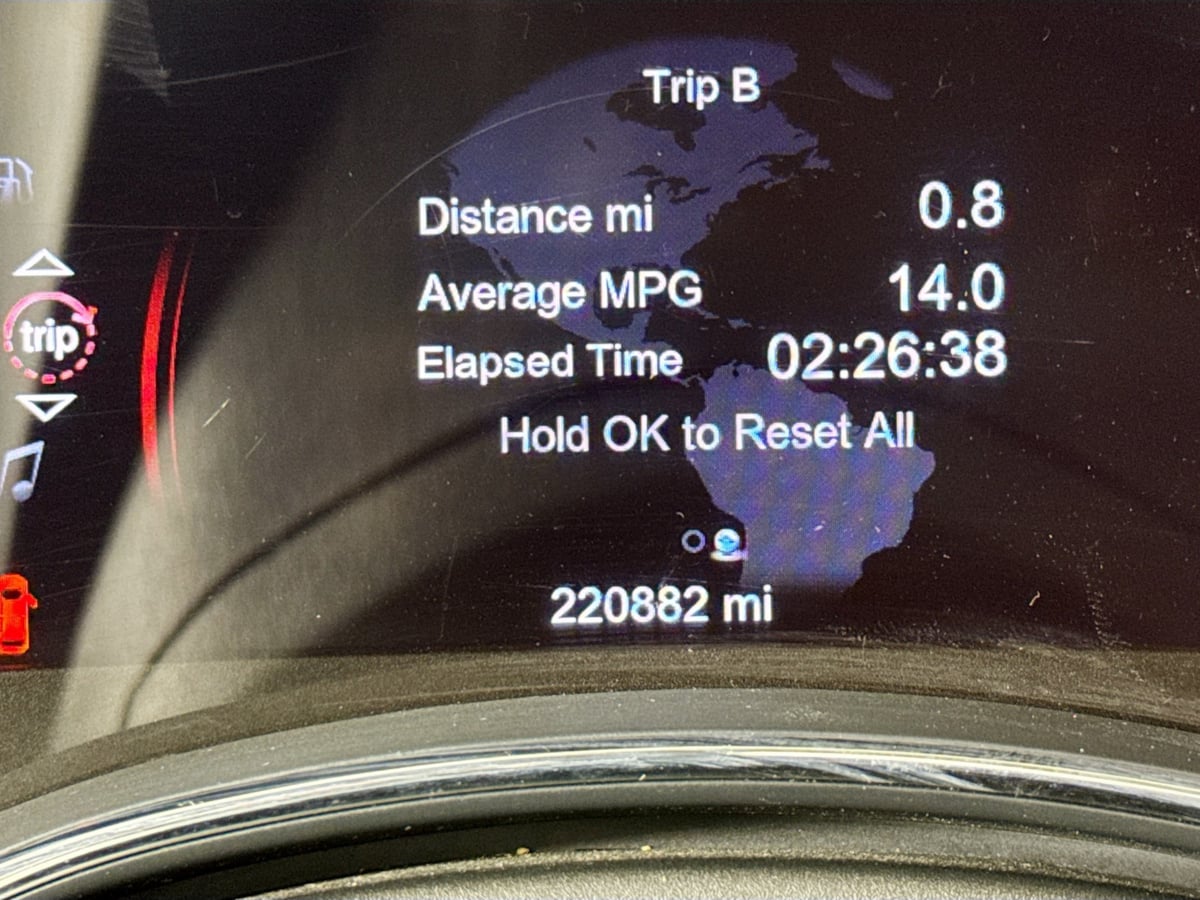 Trip B
Distance mi 0.8
Average MPG 14.0
trip
Elapsed Time 02:26:38
Hold OK to Reset All
220882 mi